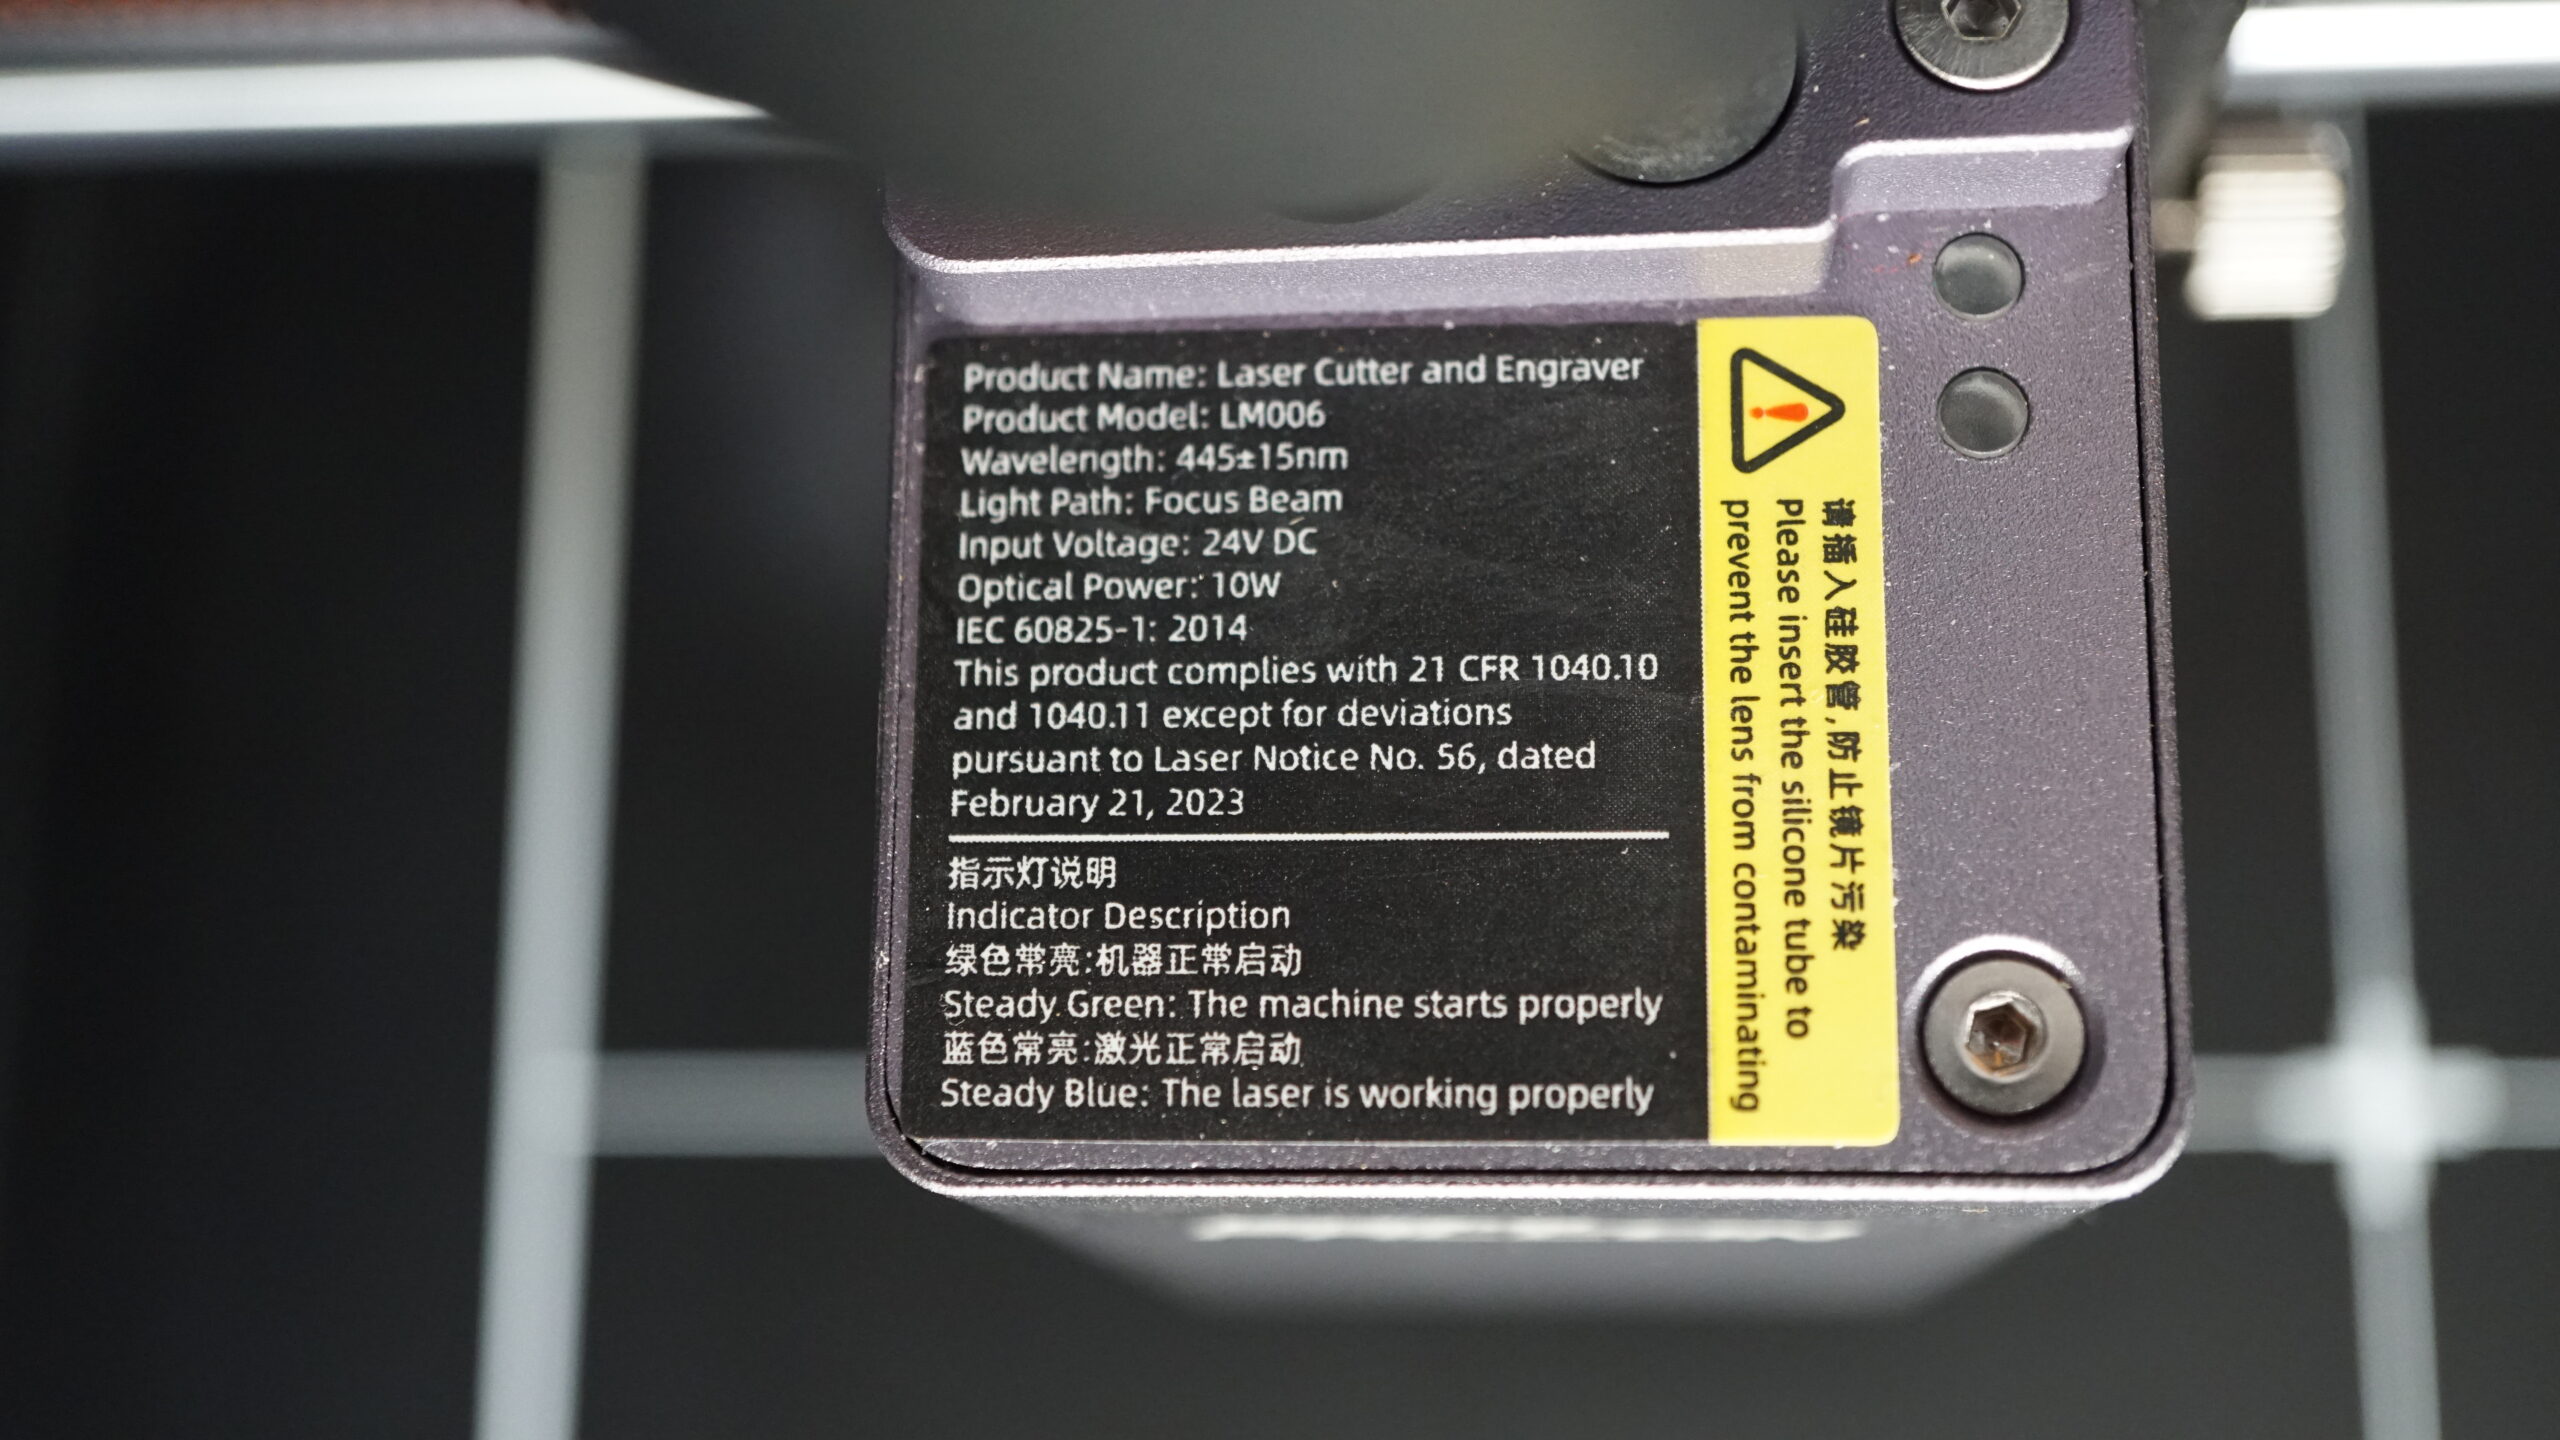 Product Name: Laser Cutter and Engraver
Product Model: LM006
Wavelength: 445±15nm
Light Path: Focus Beam
Input Voltage: 24V DC
Optical Power: 10W
IEC 60825-1: 2014
This product complies with 21 CFR 1040.10
and 1040.11 except for deviations
pursuant to Laser Notice No. 56, dated
February 21, 2023
指示灯说明
Indicator Description
绿色常亮:机器正常启动
Steady Green: The machine starts properly
蓝色常亮:激光正常启动
Steady Blue: The laser is working properly
请插入硅胶管,防止镜片污染
Please insert the silicone tube to
prevent the lens from contaminating